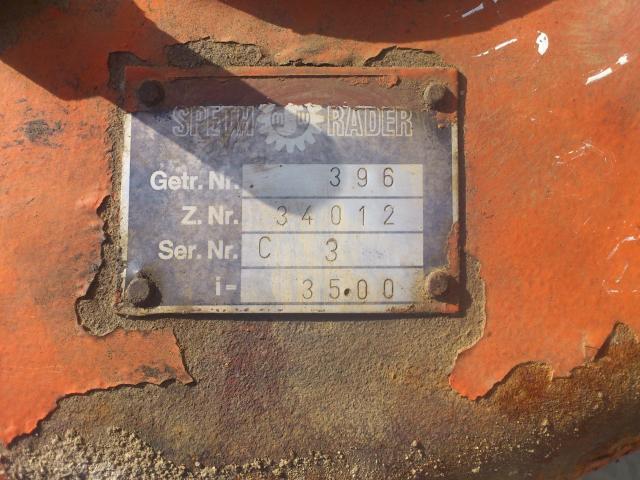 SPETH RÄDER
Getr. Nr. 396
Z. Nr. 34012
Ser. Nr. C 3
i- 35.00